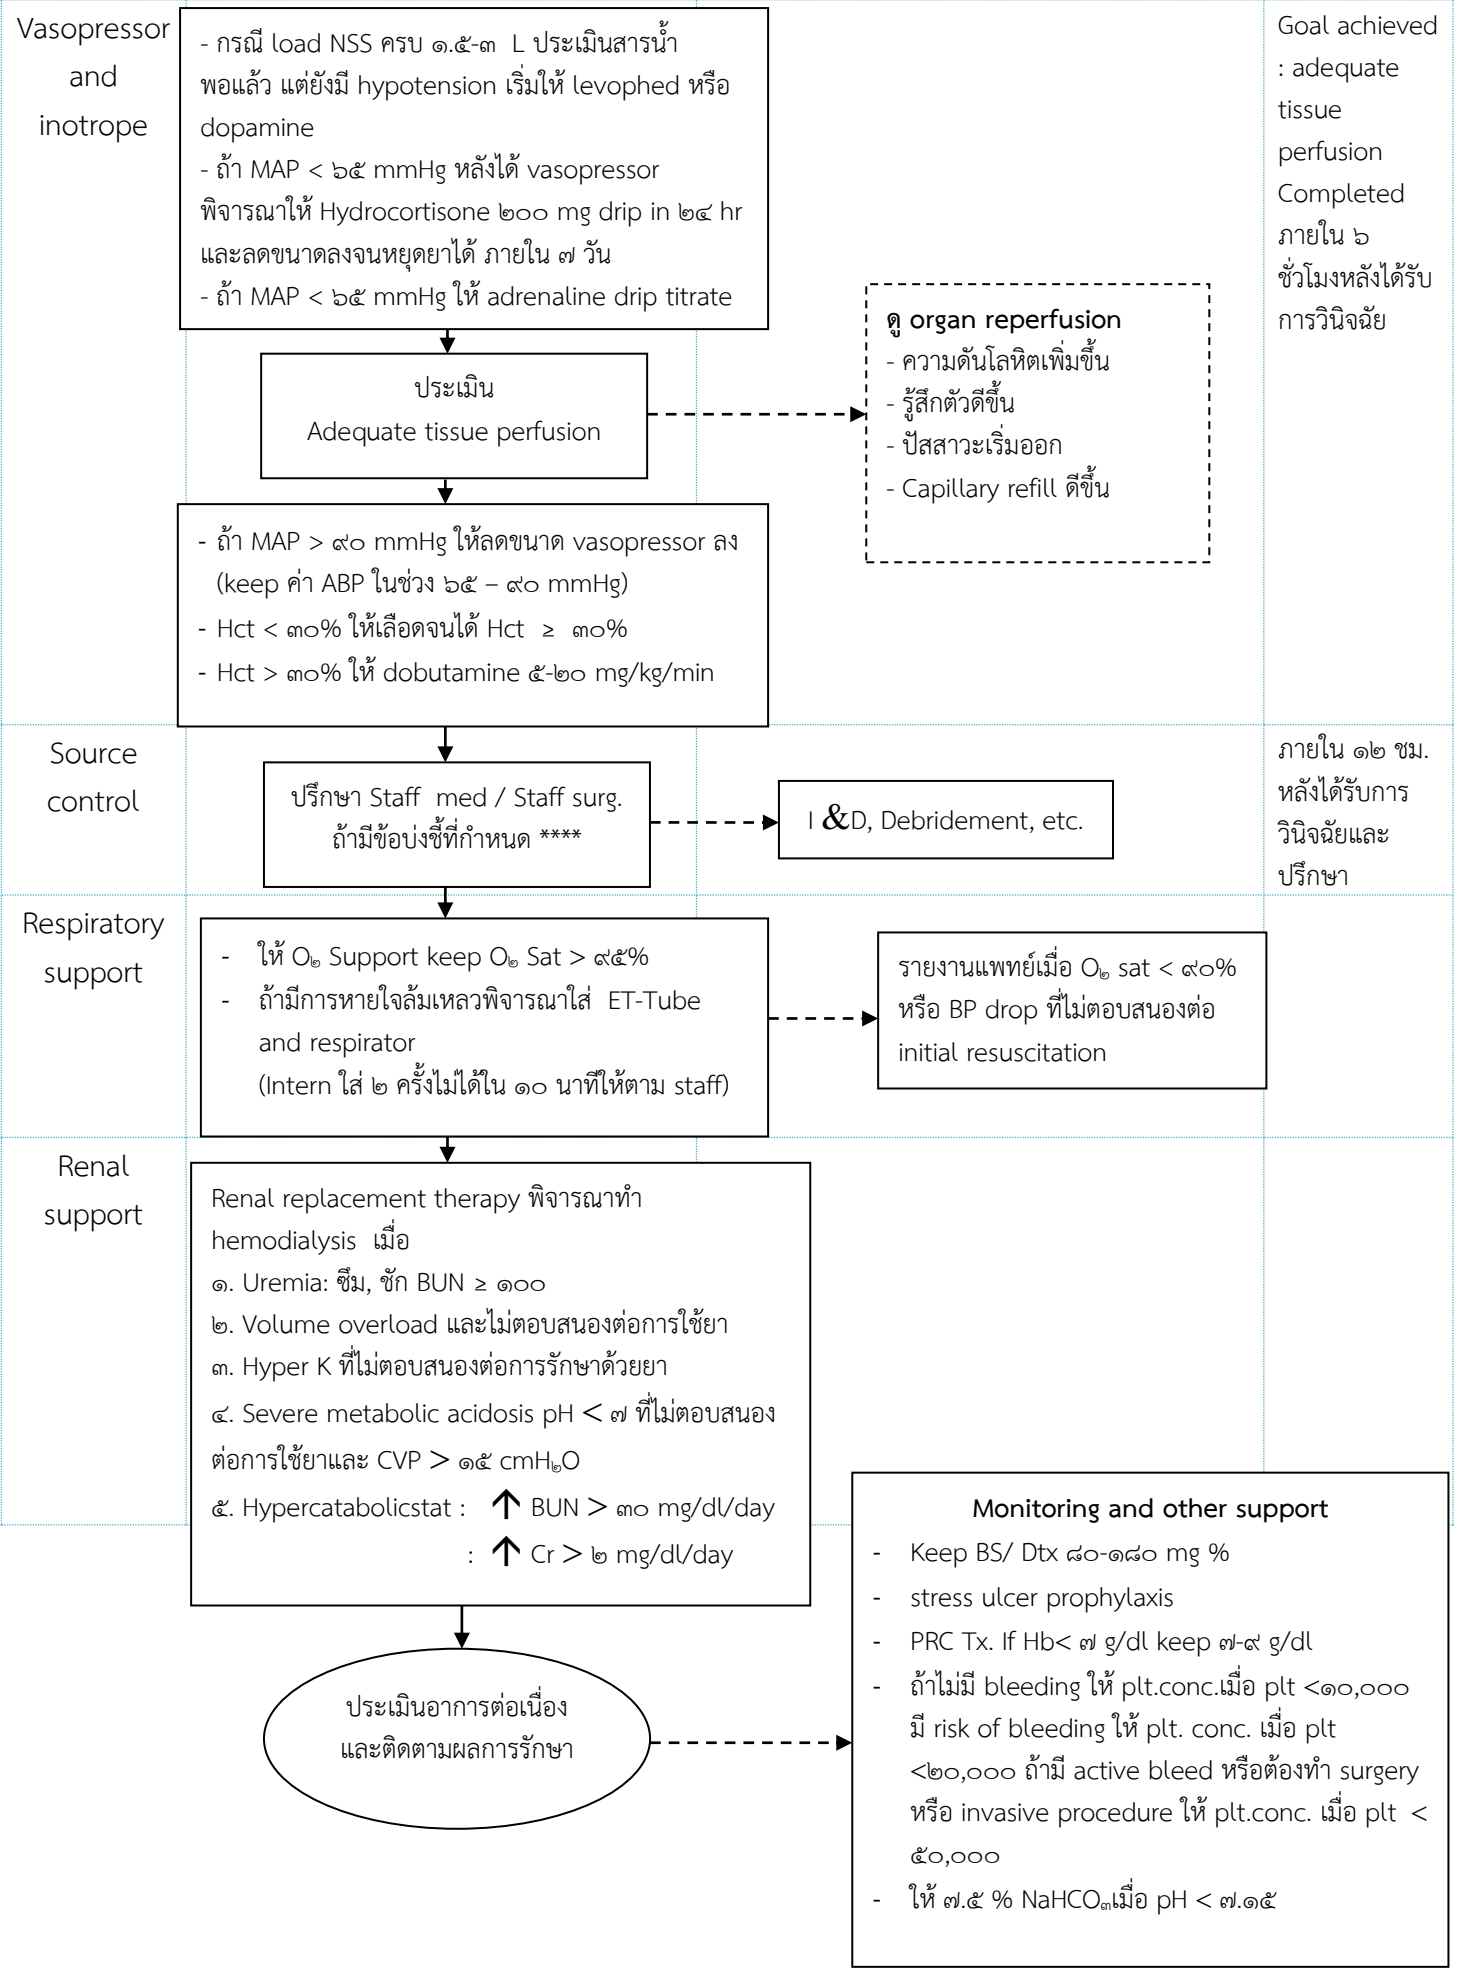 Vasopressor
and
inotrope
- กรณี load NSS ครบ ๑.๕-๓ L ประเมินสารน้ำ
พอแล้ว แต่ยังมี hypotension เริ่มให้ levophed หรือ
dopamine
- ถ้า MAP < ๖๕ mmHg หลังได้ vasopressor
พิจารณาให้ Hydrocortisone ๒๐๐ mg drip in ๒๔ hr
และลดขนาดลงจนหยุดยาได้ ภายใน ๗ วัน
- ถ้า MAP < ๖๕ mmHg ให้ adrenaline drip titrate
Goal achieved
: adequate
tissue
perfusion
Completed
ภายใน ๖
ชั่วโมงหลังได้รับ
การวินิจฉัย
ประเมิน
Adequate tissue perfusion
ดู organ reperfusion
- ความดันโลหิตเพิ่มขึ้น
- รู้สึกตัวดีขึ้น
- ปัสสาวะเริ่มออก
- Capillary refill ดีขึ้น
- ถ้า MAP > ๙๐ mmHg ให้ลดขนาด vasopressor ลง
(keep ค่า ABP ในช่วง ๖๕ – ๙๐ mmHg)
- Hct < ๓๐% ให้เลือดจนได้ Hct ≥ ๓๐%
- Hct > ๓๐% ให้ dobutamine ๕-๒๐ mg/kg/min
Source
control
ปรึกษา Staff med / Staff surg.
ถ้ามีข้อบ่งชี้ที่กำหนด ****
I &D, Debridement, etc.
ภายใน ๑๒ ชม.
หลังได้รับการ
วินิจฉัยและ
ปรึกษา
Respiratory
support
- ให้ O₂ Support keep O₂ Sat > ๙๕%
- ถ้ามีการหายใจล้มเหลวพิจารณาใส่ ET-Tube
and respirator
(Intern ใส่ ๒ ครั้งไม่ได้ใน ๑๐ นาทีให้ตาม staff)
รายงานแพทย์เมื่อ O๒ sat < ๙๐%
หรือ BP drop ที่ไม่ตอบสนองต่อ
initial resuscitation
Renal
support
Renal replacement therapy พิจารณาทำ
hemodialysis เมื่อ
๑. Uremia: ซึม, ชัก BUN ≥ ๑๐๐
๒. Volume overload และไม่ตอบสนองต่อการใช้ยา
๓. Hyper K ที่ไม่ตอบสนองต่อการรักษาด้วยยา
๔. Severe metabolic acidosis pH < ๗ ที่ไม่ตอบสนอง
ต่อการใช้ยาและ CVP > ๑๕ cmH๒O
๕. Hypercatabolicstat : ↑ BUN > ๓๐ mg/dl/day
: ↑ Cr > ๒ mg/dl/day
ประเมินอาการต่อเนื่อง
และติดตามผลการรักษา
Monitoring and other support
- Keep BS/ Dtx ๘๐-๑๘๐ mg %
- stress ulcer prophylaxis
- PRC Tx. If Hb< ๗ g/dl keep ๗-๙ g/dl
- ถ้าไม่มี bleeding ให้ plt.conc.เมื่อ plt <๑๐,๐๐๐
มี risk of bleeding ให้ plt. conc. เมื่อ plt
<๒๐,๐๐๐ ถ้ามี active bleed หรือต้องทำ surgery
หรือ invasive procedure ให้ plt.conc. เมื่อ plt <
๕๐,๐๐๐
- ให้ ๗.๕ % NaHCO๓เมื่อ pH < ๗.๑๕